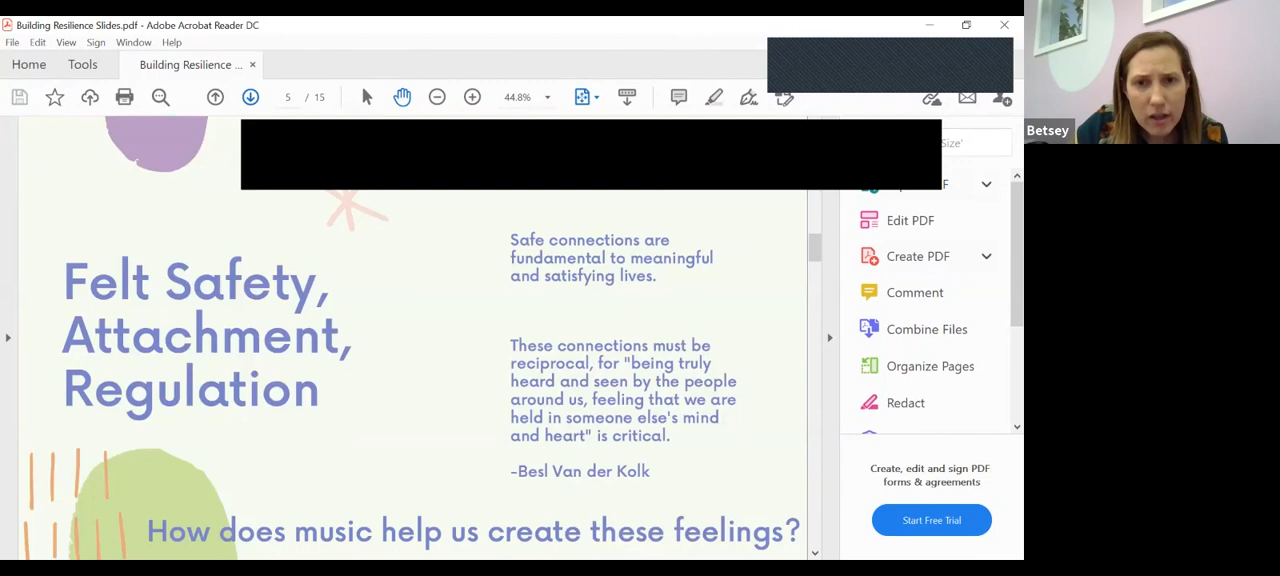 Building Resilience Slides.pdf - Adobe Acrobat Reader DC
File Edit View Sign Window Help
Home Tools Building Resilience ... ×
5 / 15 44.8%
Betsey
Size'
F
Edit PDF
Create PDF
Comment
Combine Files
Organize Pages
Redact
Create, edit and sign PDF
forms & agreements
Start Free Trial
Felt Safety,
Attachment,
Regulation
Safe connections are
fundamental to meaningful
and satisfying lives.
These connections must be
reciprocal, for "being truly
heard and seen by the people
around us, feeling that we are
held in someone else's mind
and heart" is critical.
-Besl Van der Kolk
How does music help us create these feelings?